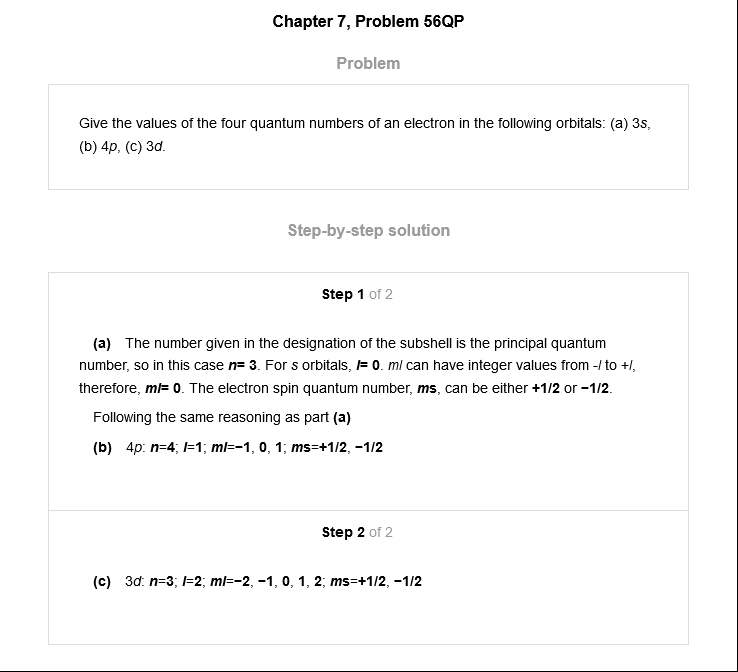 Chapter 7, Problem 56QP
Problem
Give the values of the four quantum numbers of an electron in the following orbitals: (a) 3s,
(b) 4p, (c) 3d.
Step-by-step solution
Step 1 of 2
(a) The number given in the designation of the subshell is the principal quantum
number, so in this case n= 3. For s orbitals, l= 0. ml can have integer values from -l to +l,
therefore, ml= 0. The electron spin quantum number, ms, can be either +1/2 or −1/2.
Following the same reasoning as part (a)
(b) 4p: n=4; l=1; ml=−1, 0, 1; ms=+1/2, −1/2
Step 2 of 2
(c) 3d: n=3; l=2; ml=−2, −1, 0, 1, 2; ms=+1/2, −1/2